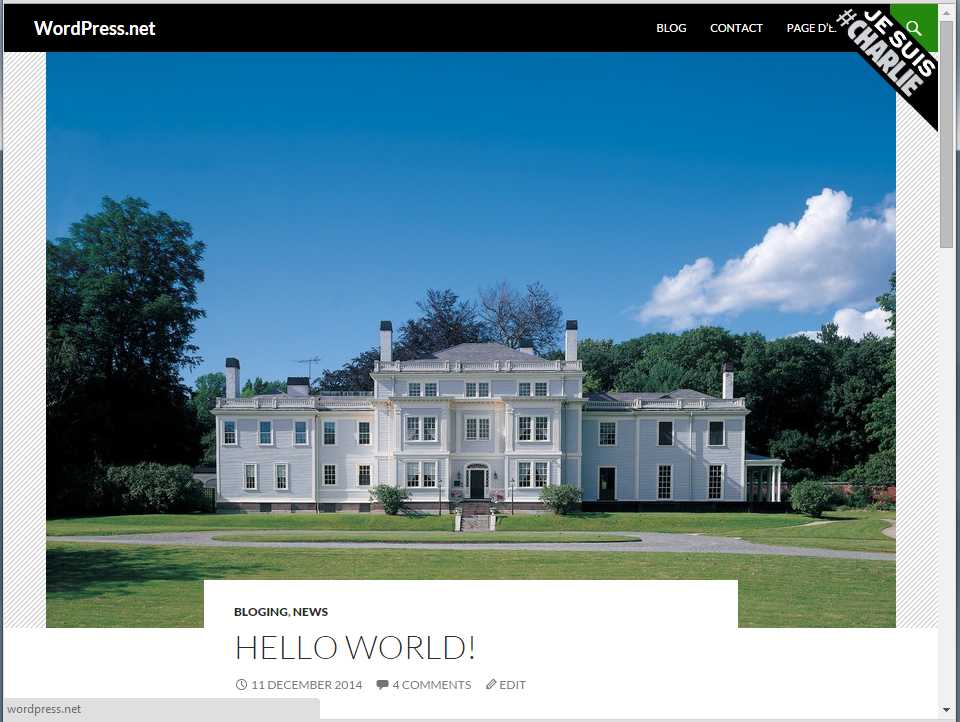 WordPress.net
BLOG CONTACT PAGE D'E
#JE SUIS
CHARLIE
BLOGING, NEWS
HELLO WORLD!
11 DECEMBER 2014 4 COMMENTS EDIT
wordpress.net